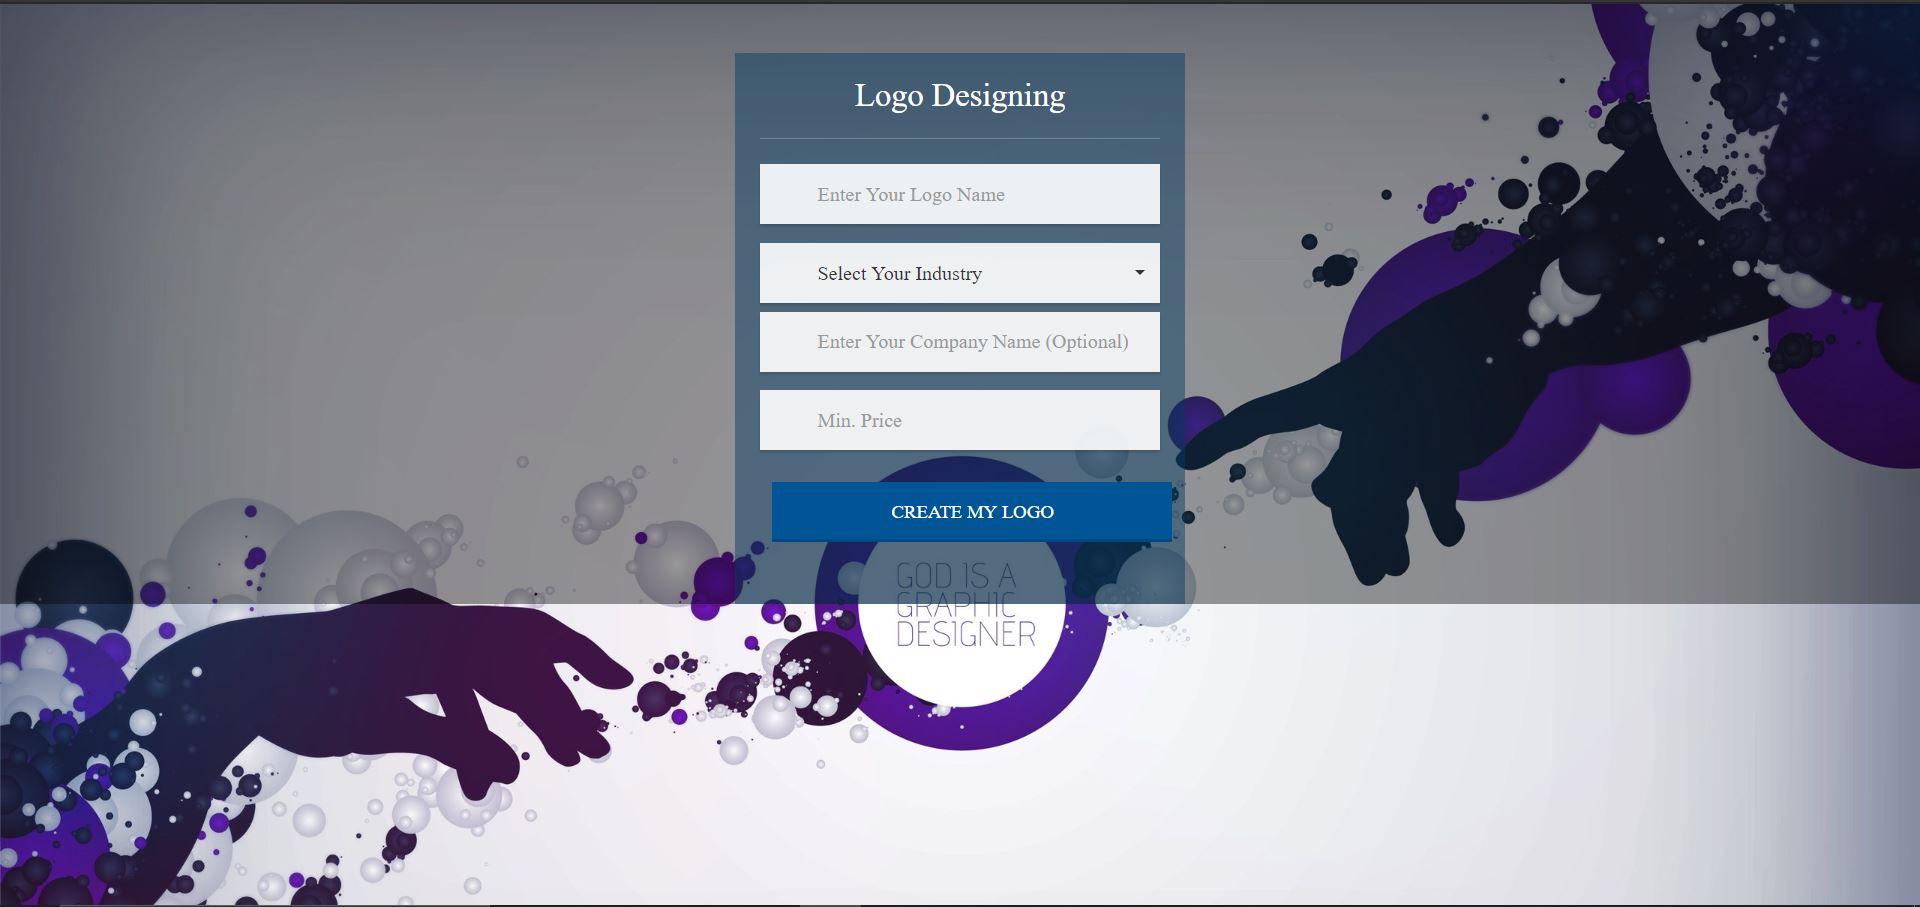 Logo Designing
Enter Your Logo Name
Select Your Industry
Enter Your Company Name (Optional)
Min. Price
CREATE MY LOGO
GOD IS A
GRAPHIC
DESIGNER